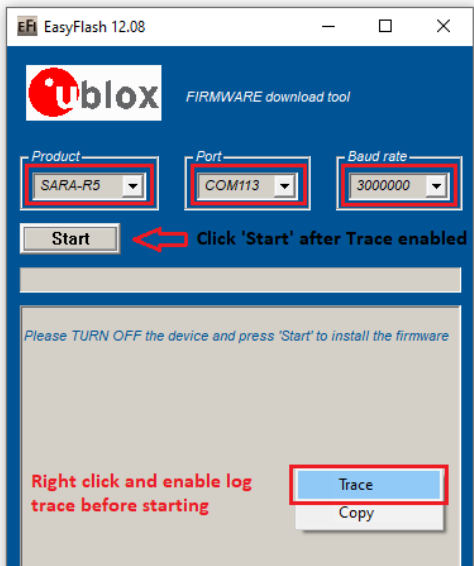 EFI EasyFlash 12.08
ublox
FIRMWARE download tool
Product
Port
Baud rate
SARA-R5
COM113
3000000
Start
Click 'Start' after Trace enabled
Please TURN OFF the device and press 'Start' to install the firmware
Right click and enable log
trace before starting
Trace
Copy